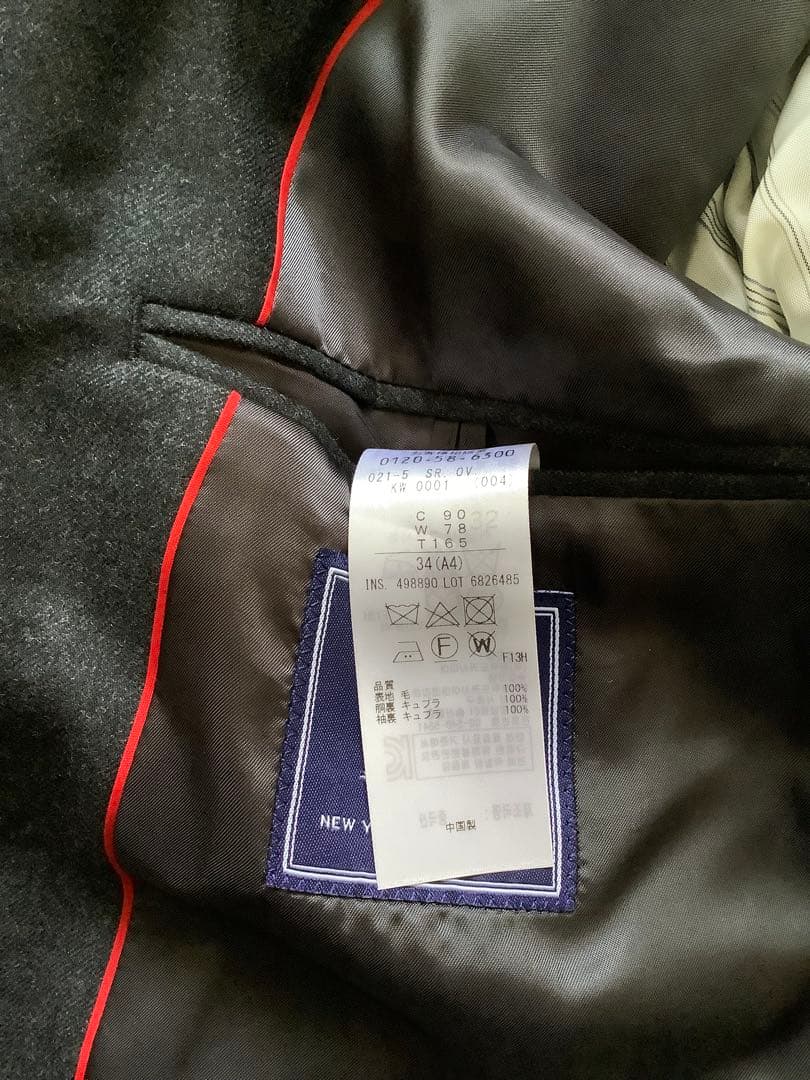 0120-58-6300
021-5 SR. OV.
KW 0001 (004)
C 90
W 78
T165
34(A4)
INS. 498890 LOT 6826485
F
W
F13H
品質
表地 毛 100%
胴裏 キュプラ 100%
袖裏 キュプラ 100%
中国製
NEW Y